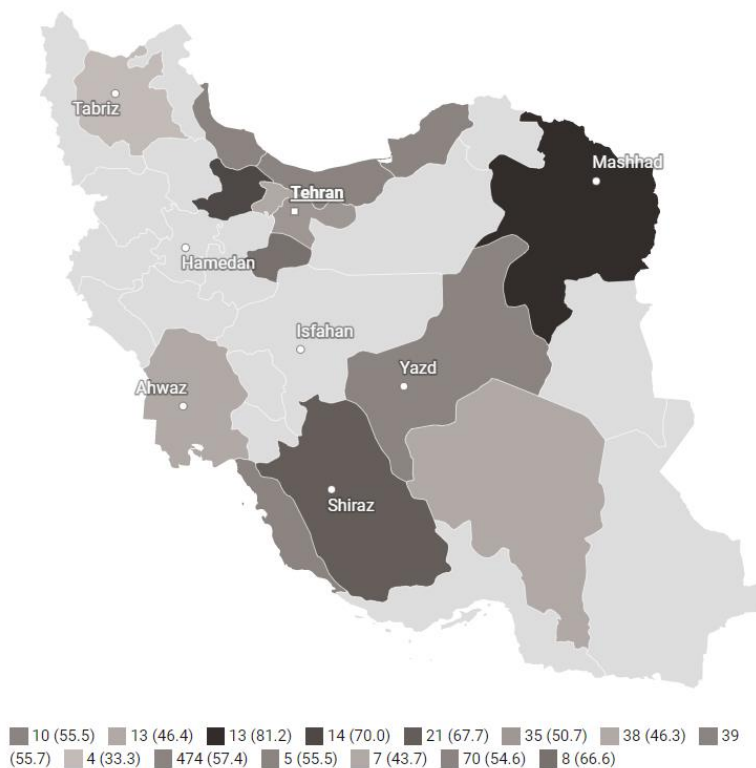 Tabriz
Mashhad
Tehran
Hamedan
Isfahan
Yazd
Ahwaz
Shiraz
10 (55.5) 13 (46.4) 13 (81.2) 14 (70.0) 21 (67.7) 35 (50.7) 38 (46.3) 39
(55.7) 4 (33.3) 474 (57.4) 5 (55.5) 7 (43.7) 70 (54.6) 8 (66.6)